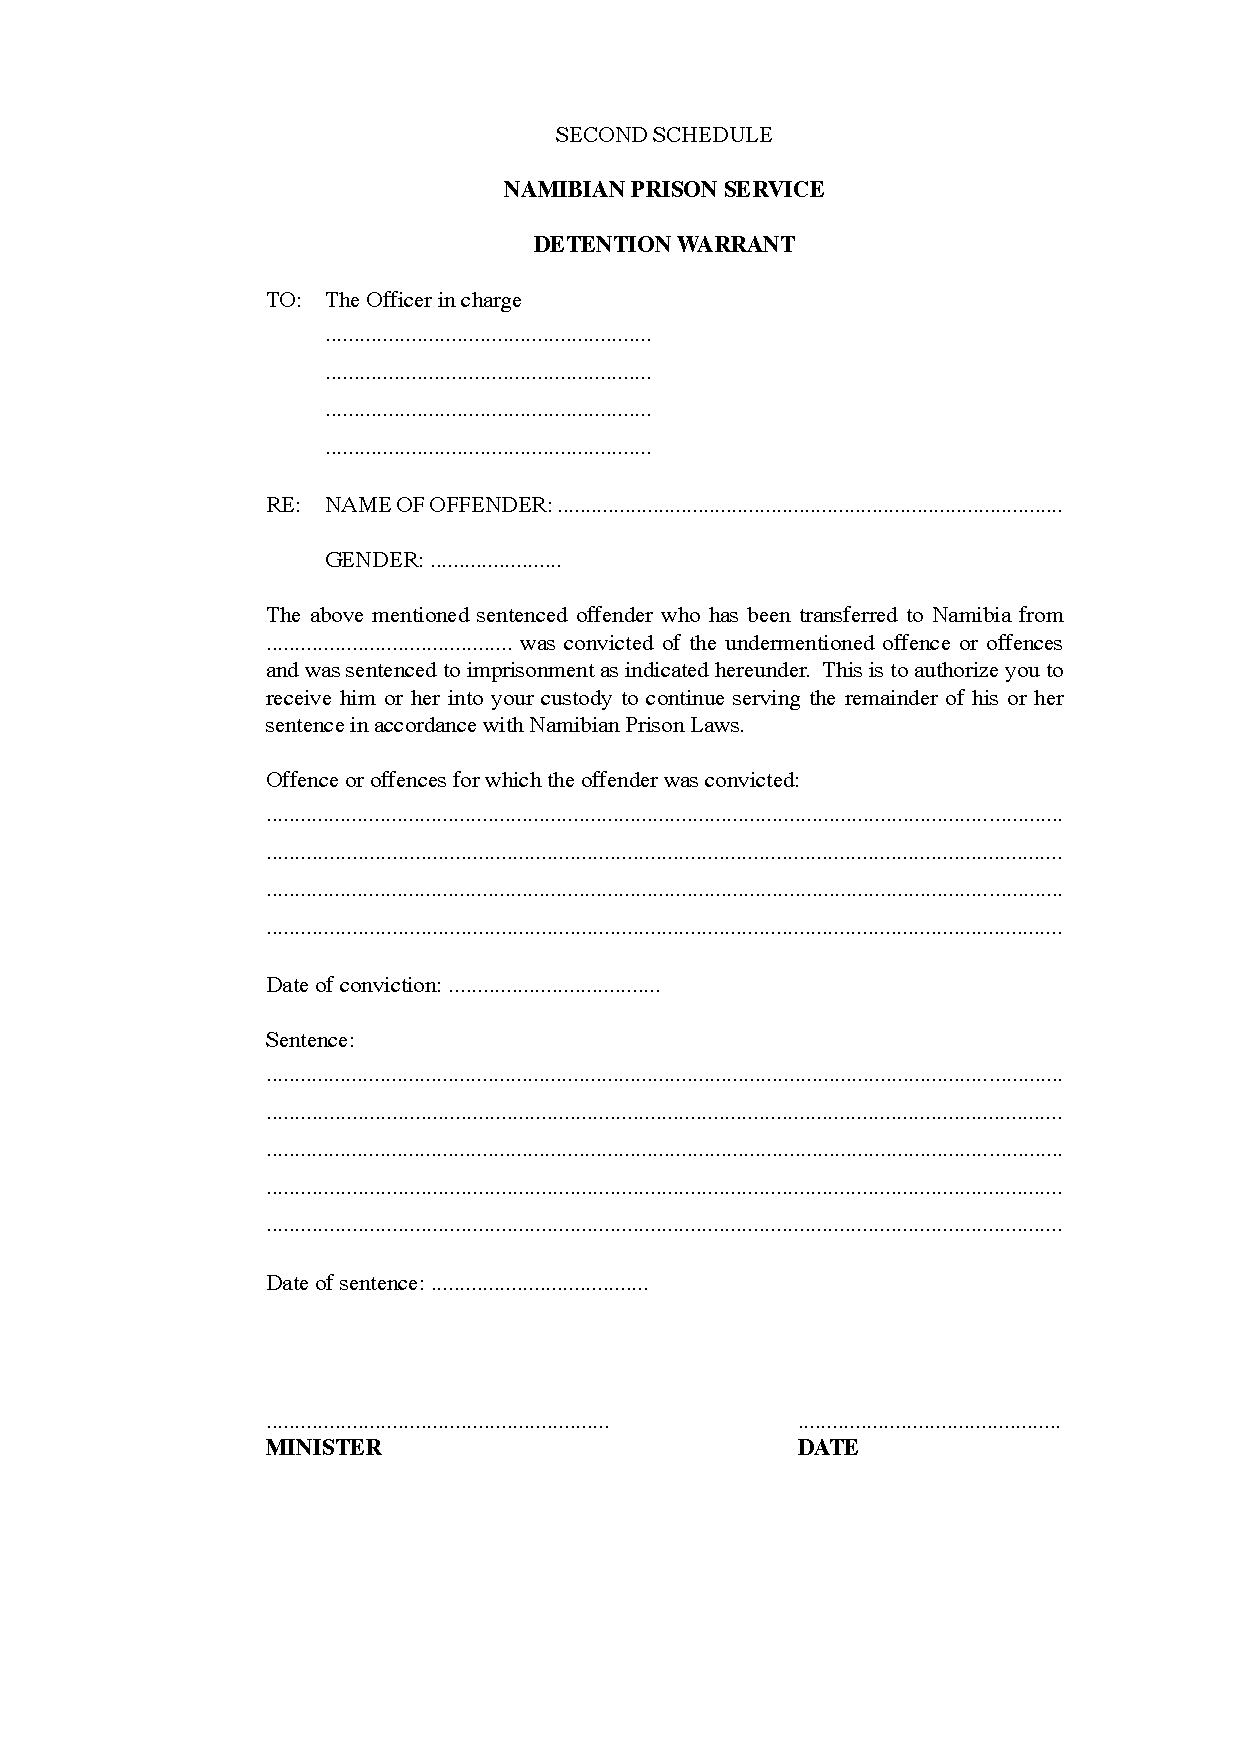 SECOND SCHEDULE
NAMIBIAN PRISON SERVICE
DETENTION WARRANT
TO: The Officer in charge
.........................................................
.........................................................
.........................................................
.........................................................
RE: NAME OF OFFENDER: ........................................................................................
GENDER: .......................
The above mentioned sentenced offender who has been transferred to Namibia from
........................................... was convicted of the undermentioned offence or offences
and was sentenced to imprisonment as indicated hereunder. This is to authorize you to
receive him or her into your custody to continue serving the remainder of his or her
sentence in accordance with Namibian Prison Laws.
Offence or offences for which the offender was convicted:
...........................................................................................................................................
...........................................................................................................................................
...........................................................................................................................................
...........................................................................................................................................
Date of conviction: .....................................
Sentence:
...........................................................................................................................................
...........................................................................................................................................
...........................................................................................................................................
...........................................................................................................................................
...........................................................................................................................................
Date of sentence: ......................................
............................................................ ..............................................
MINISTER DATE